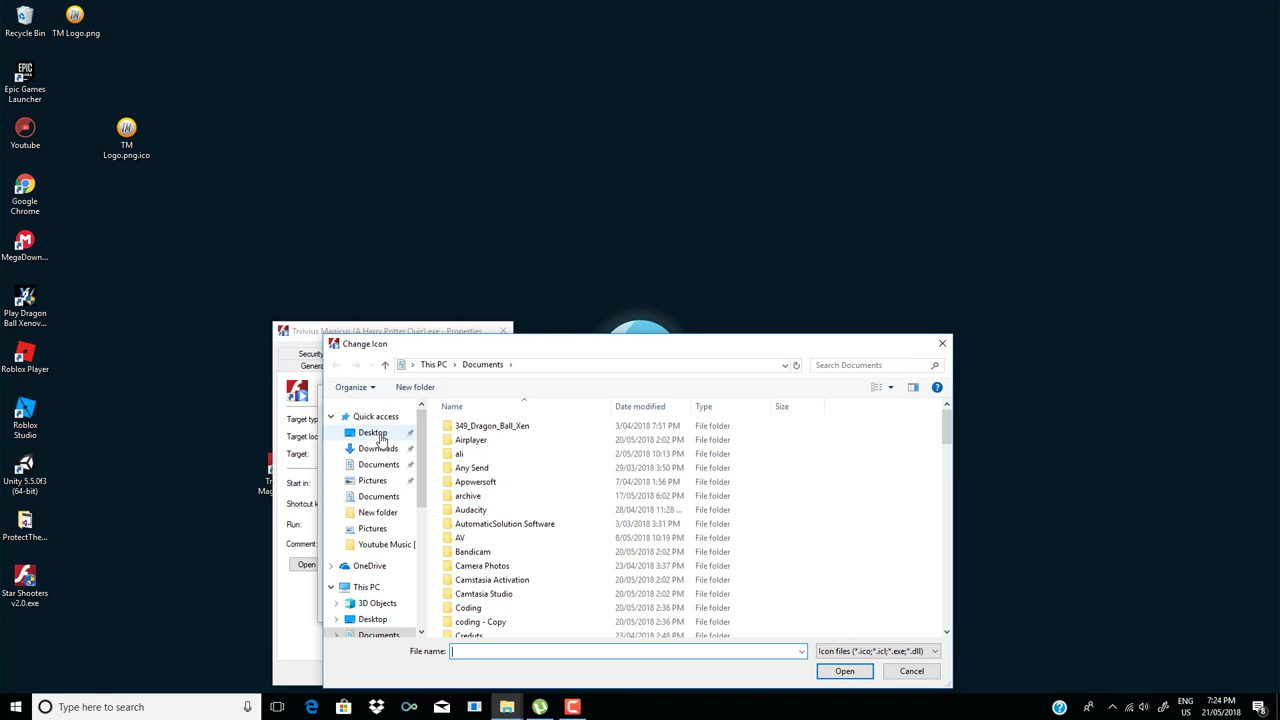 Recycle Bin
TM Logo.png
Epic Games
Launcher
Youtube
TM
Logo.png.ico
Google
Chrome
MegaDown...
Play Dragon
Ball Xenov...
Roblox Player
Roblox
Studio
Unity 5.5.0f3
(64-bit)
ProtectThe...
Star Shooters
v2.0.exe
Trivivius Magicus (A Harry Potter Quiz).exe - Properties
Security
General
Target type
Target loc
Target:
Start in:
Shortcut k
Run:
Comment:
Open
Change Icon
This PC
Documents
Search Documents
Organize
New folder
Quick access
Desktop
Downloads
Documents
Pictures
Documents
New folder
Pictures
Youtube Music [
OneDrive
This PC
3D Objects
Desktop
Documents
Name Date modified Type Size
349_Dragon_Ball_Xen 3/04/2018 7:51 PM File folder
Airplayer 20/05/2018 2:02 PM File folder
ali 2/05/2018 10:13 PM File folder
Any Send 29/03/2018 3:50 PM File folder
Apowersoft 7/04/2018 1:56 PM File folder
archive 17/05/2018 6:02 PM File folder
Audacity 28/04/2018 11:28 ... File folder
AutomaticSolution Software 3/03/2018 3:31 PM File folder
AV 8/05/2018 10:19 PM File folder
Bandicam 20/05/2018 2:02 PM File folder
Camera Photos 23/04/2018 3:37 PM File folder
Camstasia Activation 20/05/2018 2:02 PM File folder
Camtasia Studio 20/05/2018 2:02 PM File folder
Coding 20/05/2018 2:36 PM File folder
coding - Copy 20/05/2018 2:36 PM File folder
Creduts 23/04/2018 2:48 PM File folder
File name:
Icon files (*.ico;*.icl;*.exe;*.dll)
Open
Cancel
Type here to search
ENG
US
7:24 PM
21/05/2018